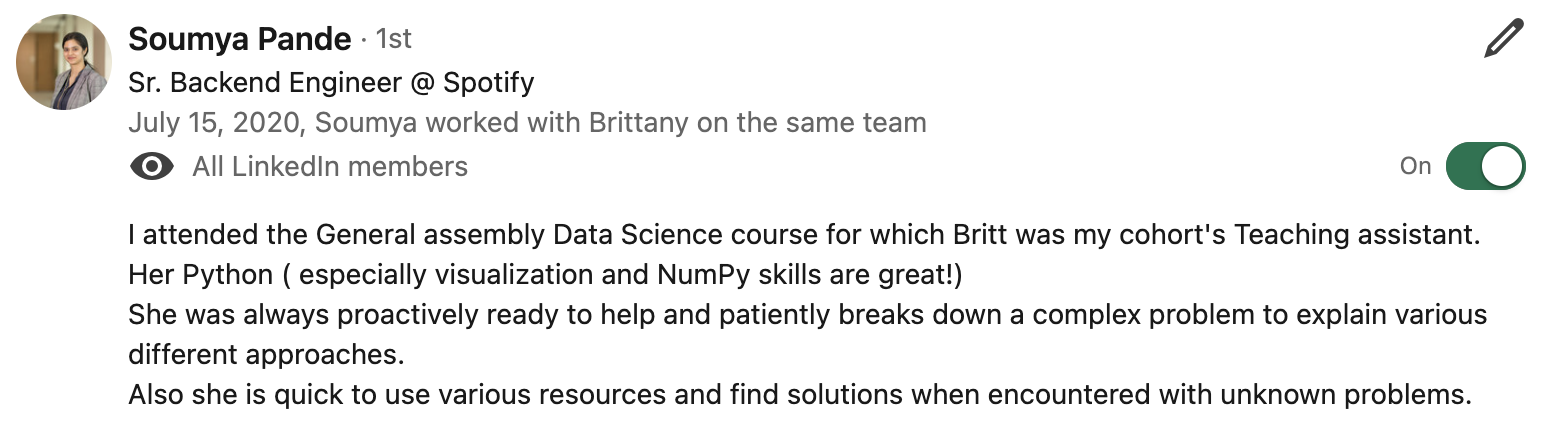 Soumya Pande · 1st
Sr. Backend Engineer @ Spotify
July 15, 2020, Soumya worked with Brittany on the same team
All LinkedIn members
On
I attended the General assembly Data Science course for which Britt was my cohort's Teaching assistant.
Her Python ( especially visualization and NumPy skills are great!)
She was always proactively ready to help and patiently breaks down a complex problem to explain various
different approaches.
Also she is quick to use various resources and find solutions when encountered with unknown problems.